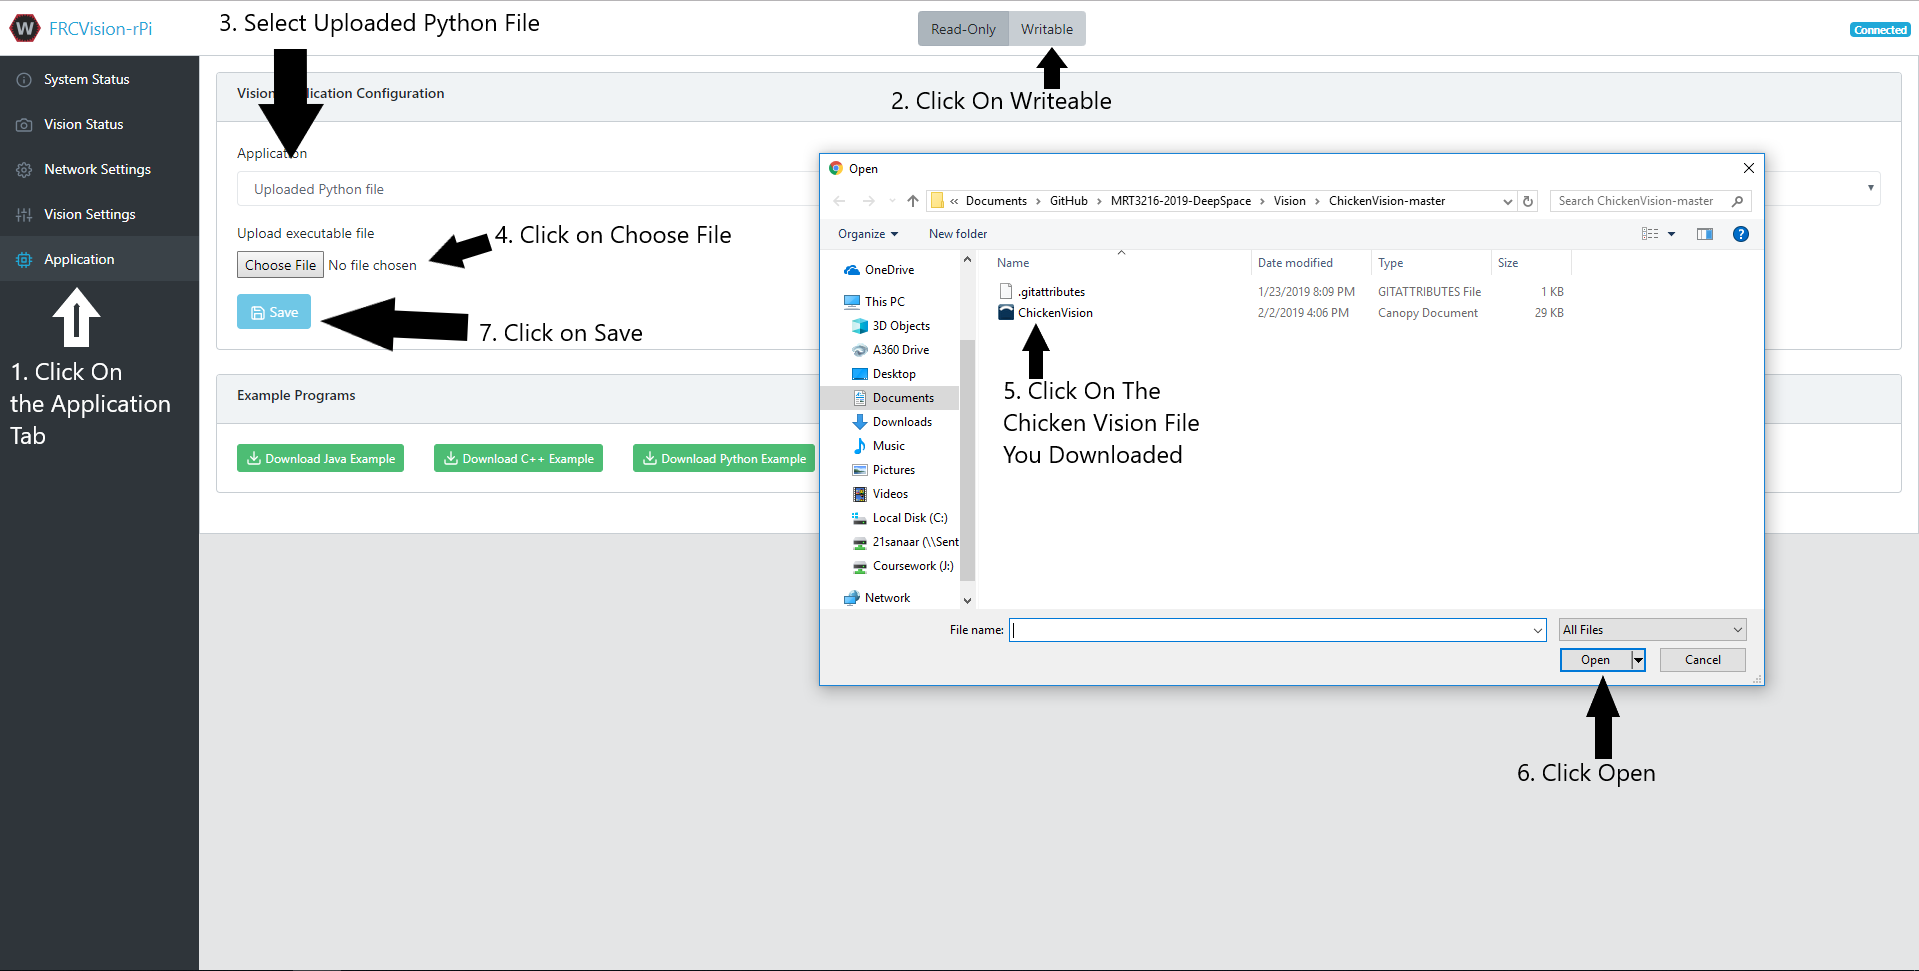 W
FRCVision-rPi
3. Select Uploaded Python File
Read-Only
Writable
Connected
System Status
Vision Status
Network Settings
Vision Settings
Application
1. Click On
the Application
Tab
2. Click On Writeable
Application
Uploaded Python file
Upload executable file
Choose File No file chosen
4. Click on Choose File
Save
7. Click on Save
Example Programs
Download Java Example
Download C++ Example
Download Python Example
Open
« Documents › GitHub › MRT3216-2019-DeepSpace › Vision › ChickenVision-master
Search ChickenVision-master
Organize
New folder
?
OneDrive
This PC
3D Objects
A360 Drive
Desktop
Documents
Downloads
Music
Pictures
Videos
Local Disk (C:)
21sanaar (\\Sent
Coursework (J:)
Network
Name Date modified Type Size
.gitattributes 1/23/2019 8:09 PM GITATTRIBUTES File 1 KB
ChickenVision 2/2/2019 4:06 PM Canopy Document 29 KB
5. Click On The
Chicken Vision File
You Downloaded
File name:
All Files
Open
Cancel
6. Click Open